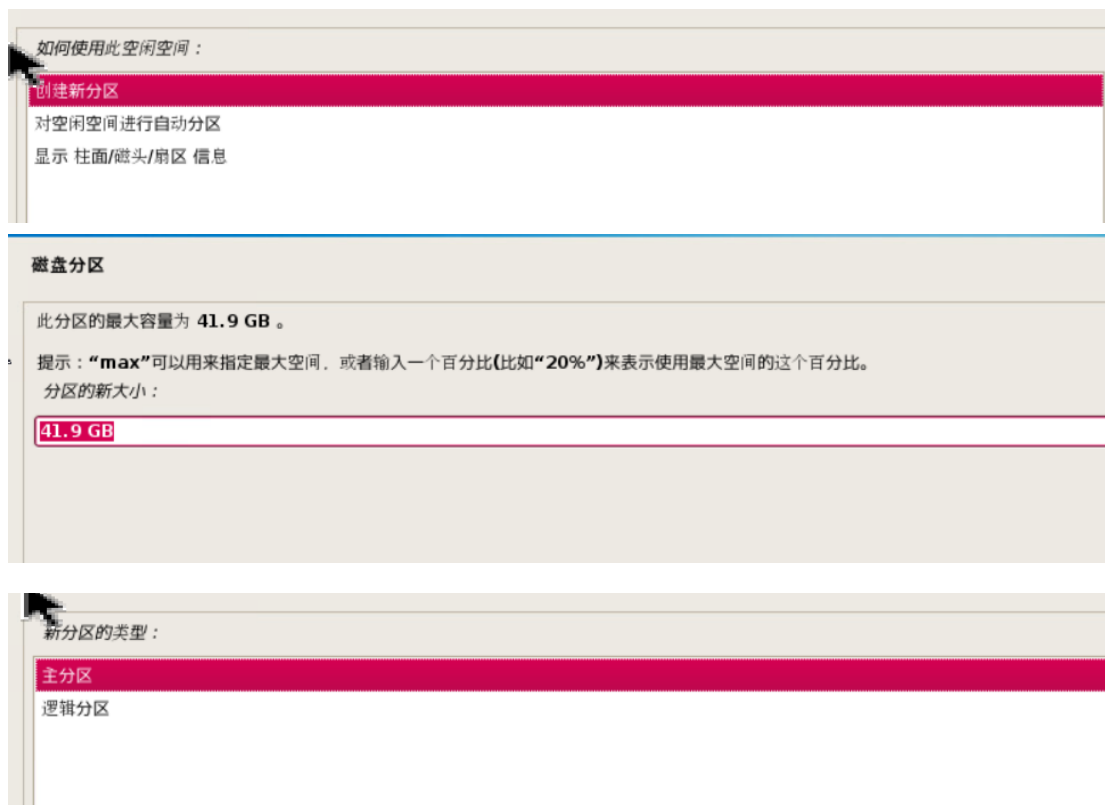 如何使用此空闲空间：
创建新分区
对空闲空间进行自动分区
显示 柱面/磁头/扇区 信息
磁盘分区
此分区的最大容量为 41.9 GB 。
提示：“max”可以用来指定最大空间，或者输入一个百分比(比如“20%”)来表示使用最大空间的这个百分比。
分区的新大小：
41.9 GB
新分区的类型：
主分区
逻辑分区